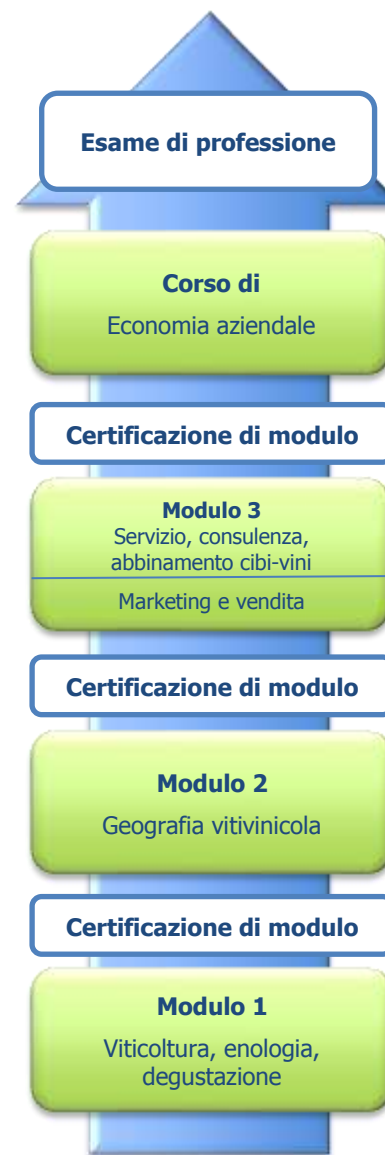 Esame di professione
Corso di
Economia aziendale
Certificazione di modulo
Modulo 3
Servizio, consulenza,
abbinamento cibi-vini
Marketing e vendita
Certificazione di modulo
Modulo 2
Geografia vitivinicola
Certificazione di modulo
Modulo 1
Viticoltura, enologia,
degustazione